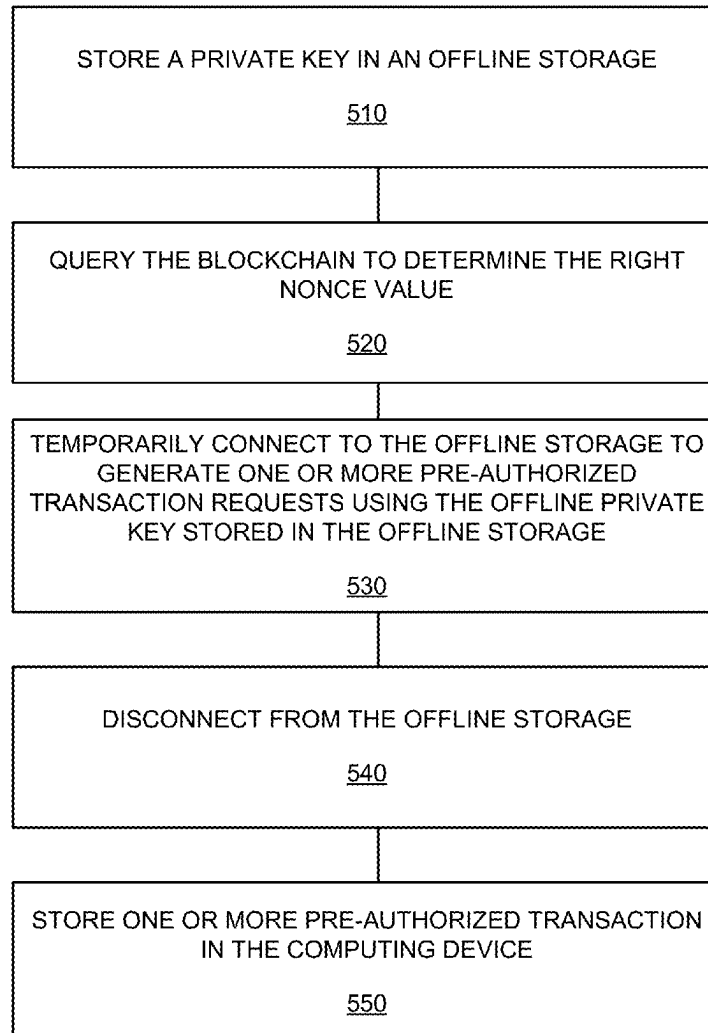 STORE A PRIVATE KEY IN AN OFFLINE STORAGE
510
QUERY THE BLOCKCHAIN TO DETERMINE THE RIGHT
NONCE VALUE
520
TEMPORARILY CONNECT TO THE OFFLINE STORAGE TO
GENERATE ONE OR MORE PRE-AUTHORIZED
TRANSACTION REQUESTS USING THE OFFLINE PRIVATE
KEY STORED IN THE OFFLINE STORAGE
530
DISCONNECT FROM THE OFFLINE STORAGE
540
STORE ONE OR MORE PRE-AUTHORIZED TRANSACTION
IN THE COMPUTING DEVICE
550